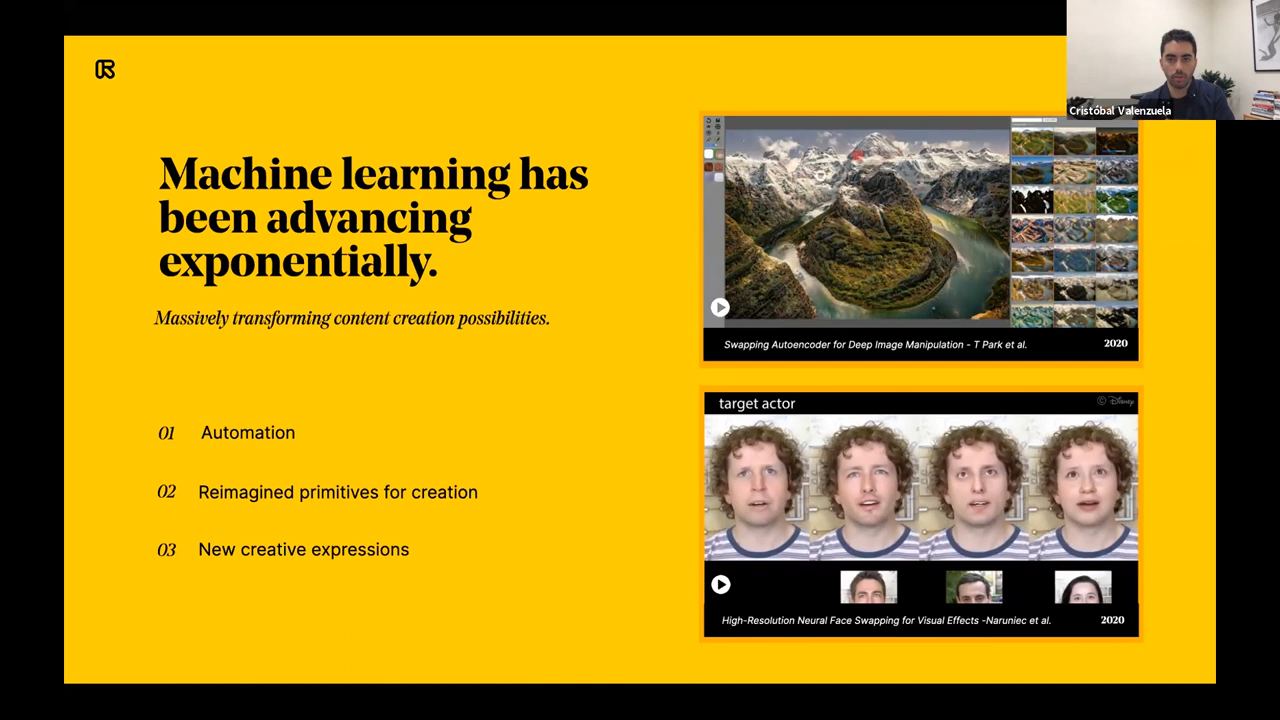 Cristóbal Valenzuela
Machine learning has
been advancing
exponentially.
Massively transforming content creation possibilities.
01 Automation
02 Reimagined primitives for creation
03 New creative expressions
Swapping Autoencoder for Deep Image Manipulation - T Park et al. 2020
target actor © Disney
High-Resolution Neural Face Swapping for Visual Effects -Naruniec et al. 2020